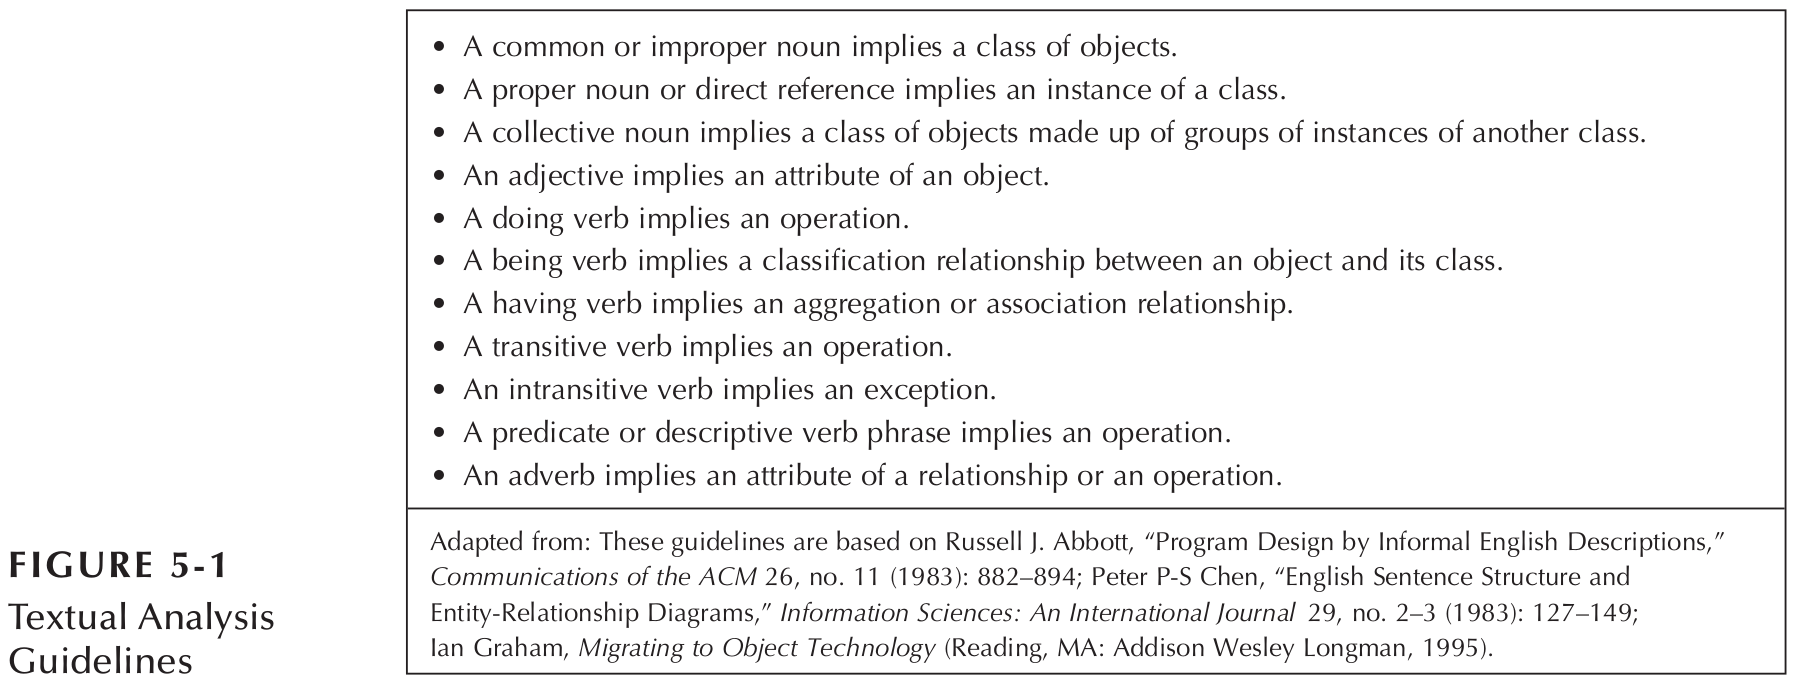 • A common or improper noun implies a class of objects.
• A proper noun or direct reference implies an instance of a class.
• A collective noun implies a class of objects made up of groups of instances of another class.
• An adjective implies an attribute of an object.
• A doing verb implies an operation.
• A being verb implies a classification relationship between an object and its class.
• A having verb implies an aggregation or association relationship.
• A transitive verb implies an operation.
• An intransitive verb implies an exception.
• A predicate or descriptive verb phrase implies an operation.
• An adverb implies an attribute of a relationship or an operation.
Adapted from: These guidelines are based on Russell J. Abbott, “Program Design by Informal English Descriptions,”
Communications of the ACM 26, no. 11 (1983): 882–894; Peter P-S Chen, “English Sentence Structure and
Entity-Relationship Diagrams,” Information Sciences: An International Journal 29, no. 2–3 (1983): 127–149;
Ian Graham, Migrating to Object Technology (Reading, MA: Addison Wesley Longman, 1995).
FIGURE 5-1
Textual Analysis
Guidelines